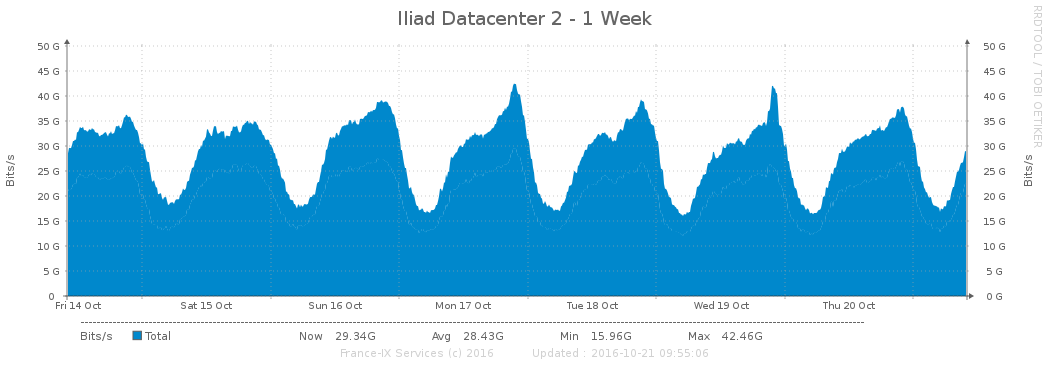 Iliad Datacenter 2 - 1 Week
RRDTOOL / TOBI OETIKER
50 G 50 G
45 G 45 G
40 G 40 G
35 G 35 G
30 G 30 G
25 G 25 G
20 G 20 G
15 G 15 G
10 G 10 G
5 G 5 G
0 0 G
Bits/s
Bits/s
Fri 14 Oct Sat 15 Oct Sun 16 Oct Mon 17 Oct Tue 18 Oct Wed 19 Oct Thu 20 Oct
Bits/s Total Now 29.34G Avg 28.43G Min 15.96G Max 42.46G
France-IX Services (c) 2016 Updated : 2016-10-21 09:55:06